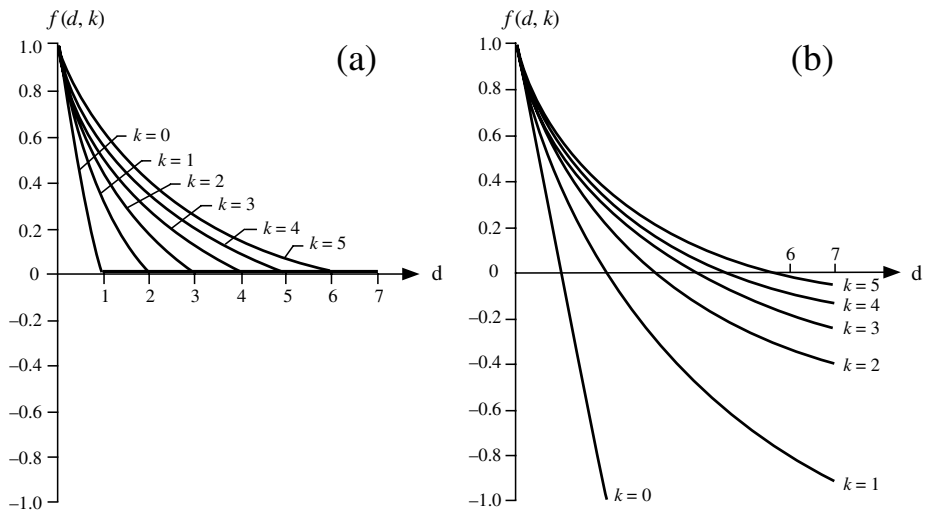 f(d, k)
(a)
1.0
0.8
0.6
0.4
0.2
0
–0.2
–0.4
–0.6
–0.8
–1.0
k = 0
k = 1
k = 2
k = 3
k = 4
k = 5
d
1 2 3 4 5 6 7
f(d, k)
(b)
1.0
0.8
0.6
0.4
0.2
0
–0.2
–0.4
–0.6
–0.8
–1.0
6 7
d
k = 5
k = 4
k = 3
k = 2
k = 1
k = 0